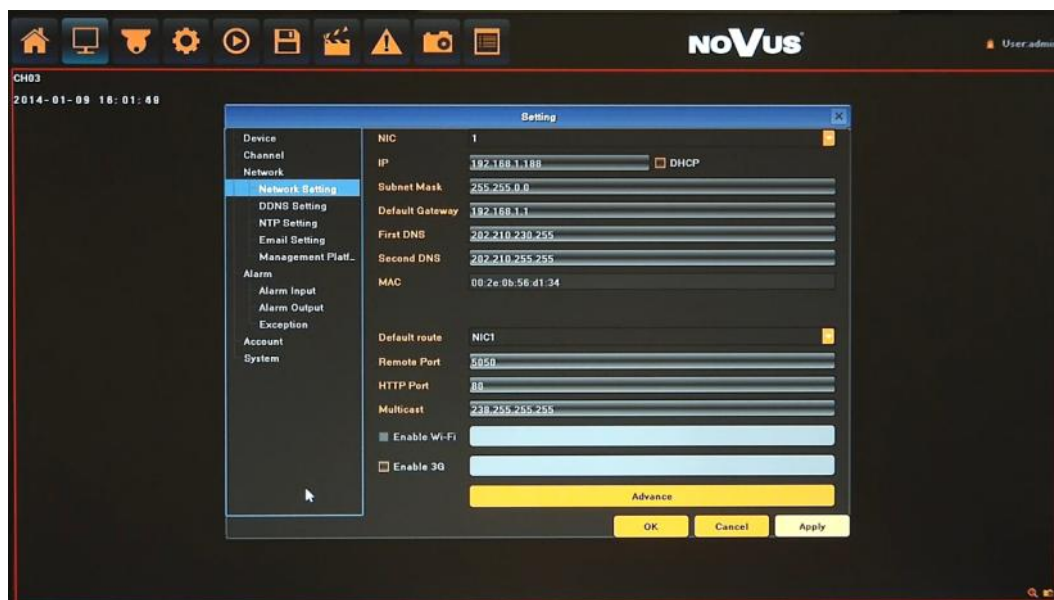 NOVUS
User:admi
CH03
2014-01-09 16:01:49
Setting
Device
Channel
Network
Network Setting
DDNS Setting
NTP Setting
Email Setting
Management Platf_
Alarm
Alarm Input
Alarm Output
Exception
Account
System
NIC 1
IP 192.168.1.188 DHCP
Subnet Mask 255.255.0.0
Default Gateway 192.168.1.1
First DNS 202.210.230.255
Second DNS 202.210.255.255
MAC 00:2e:0b:56:d1:34
Default route NIC1
Remote Port 5050
HTTP Port 80
Multicast 238.255.255.255
Enable Wi-Fi
Enable 3G
Advance
OK Cancel Apply